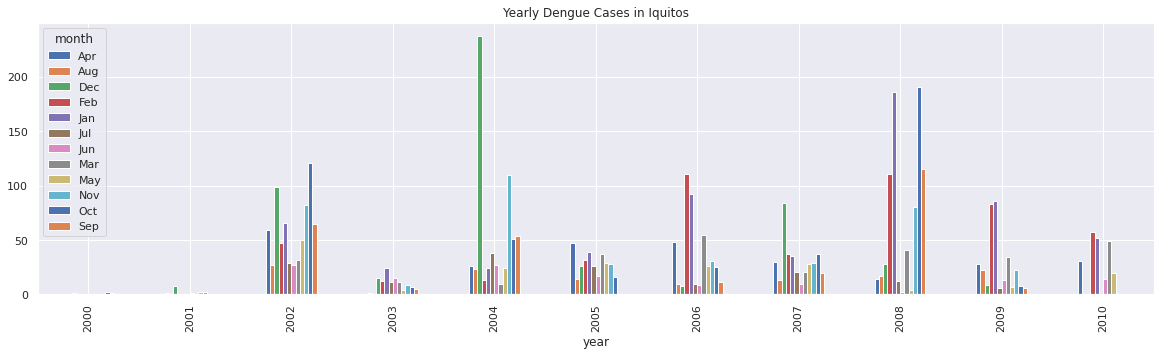 Yearly Dengue Cases in Iquitos
month
Apr
Aug
Dec
Feb
Jan
Jul
Jun
Mar
May
Nov
Oct
Sep
200
150
100
50
0
2000
2001
2002
2003
2004
2005
2006
2007
2008
2009
2010
year